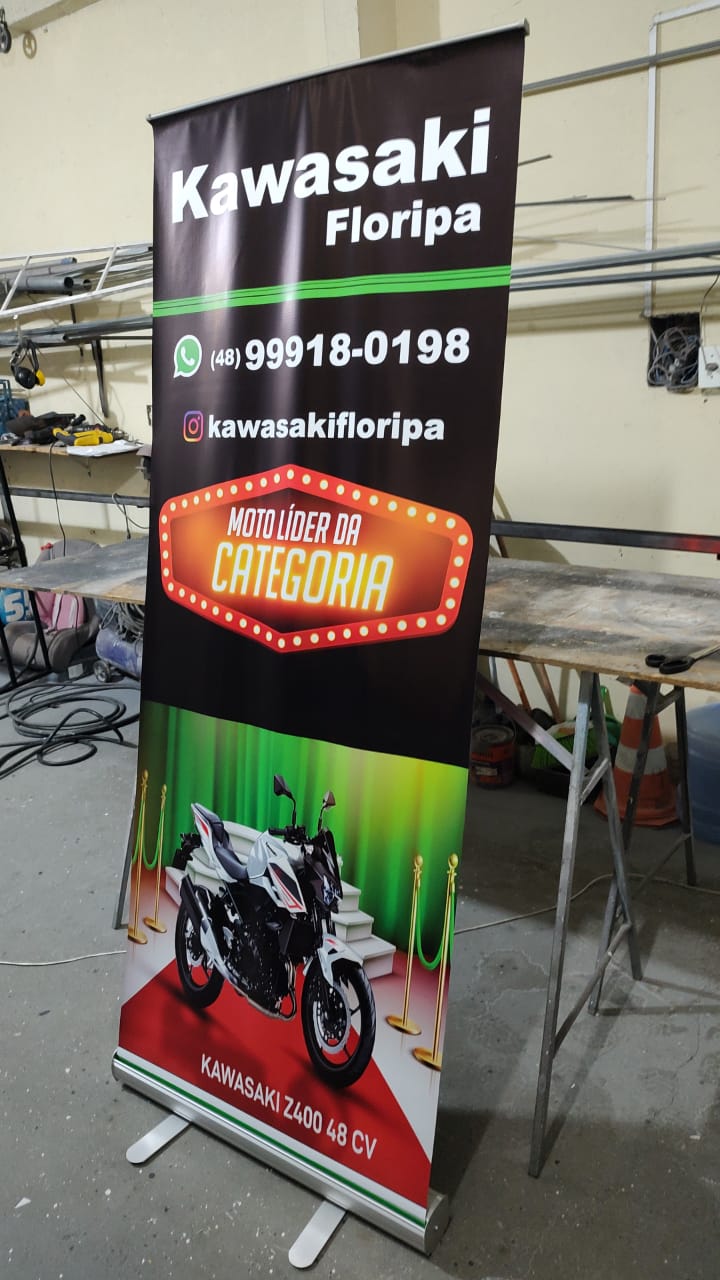 Kawasaki
Floripa
(48) 99918-0198
kawasakifloripa
MOTO LÍDER DA
CATEGORIA
KAWASAKI Z400 48 CV